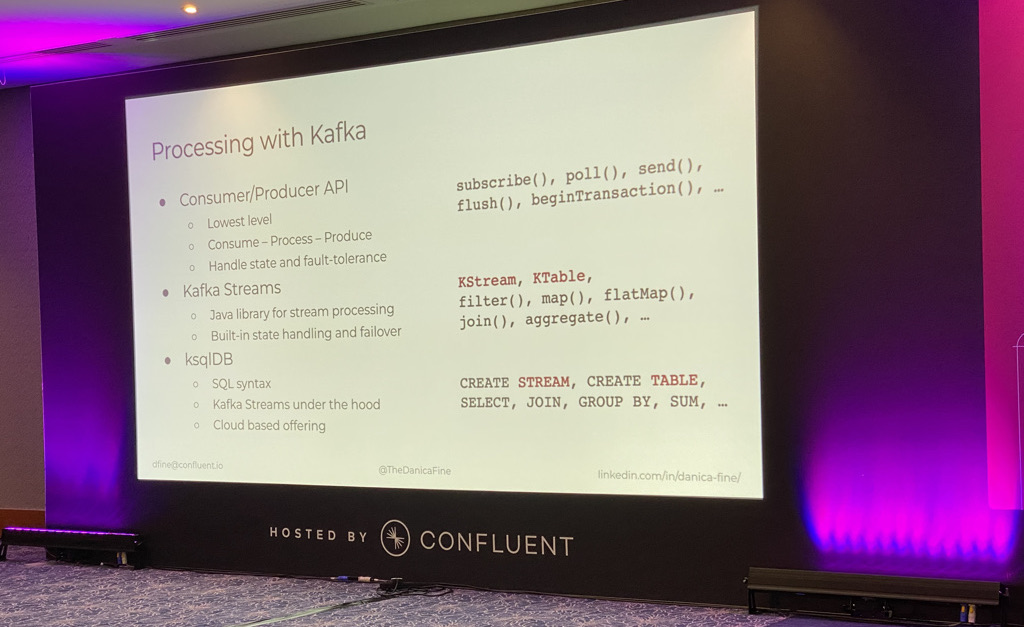 Processing with Kafka
● Consumer/Producer API
○ Lowest level
○ Consume – Process – Produce
○ Handle state and fault-tolerance
subscribe(), poll(), send(),
flush(), beginTransaction(), …
● Kafka Streams
○ Java library for stream processing
○ Built-in state handling and failover
KStream, KTable,
filter(), map(), flatMap(),
join(), aggregate(), …
● ksqlDB
○ SQL syntax
○ Kafka Streams under the hood
○ Cloud based offering
CREATE STREAM, CREATE TABLE,
SELECT, JOIN, GROUP BY, SUM, …
dfine@confluent.io
@TheDanicaFine
linkedin.com/in/danica-fine/
HOSTED BY CONFLUENT